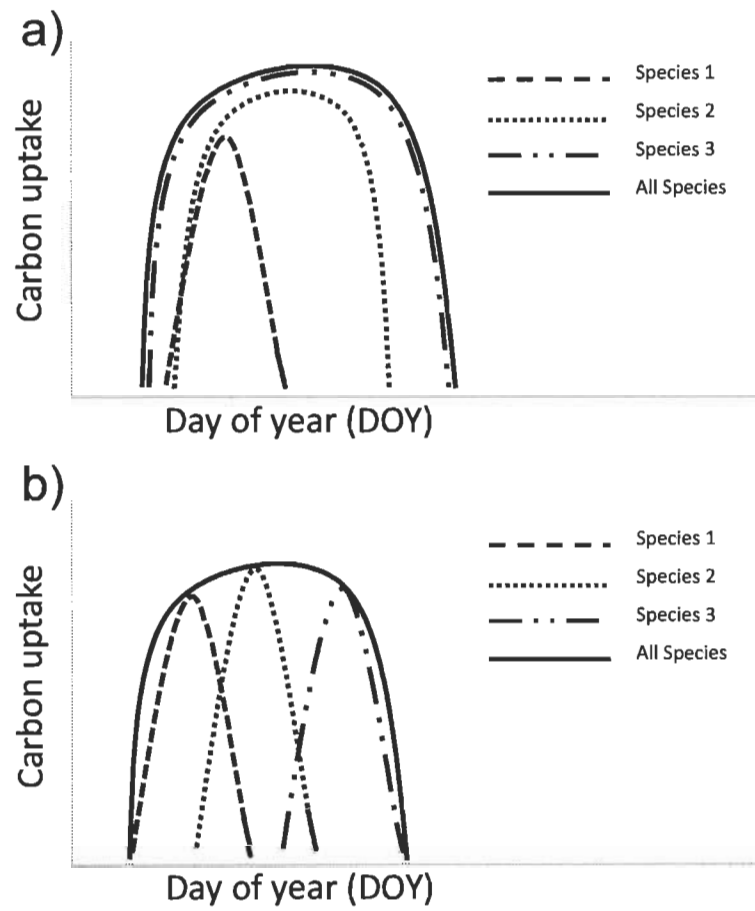 a)
Carbon uptake
Species 1
Species 2
Species 3
All Species
Day of year (DOY)
b)
Carbon uptake
Species 1
Species 2
Species 3
All Species
Day of year (DOY)